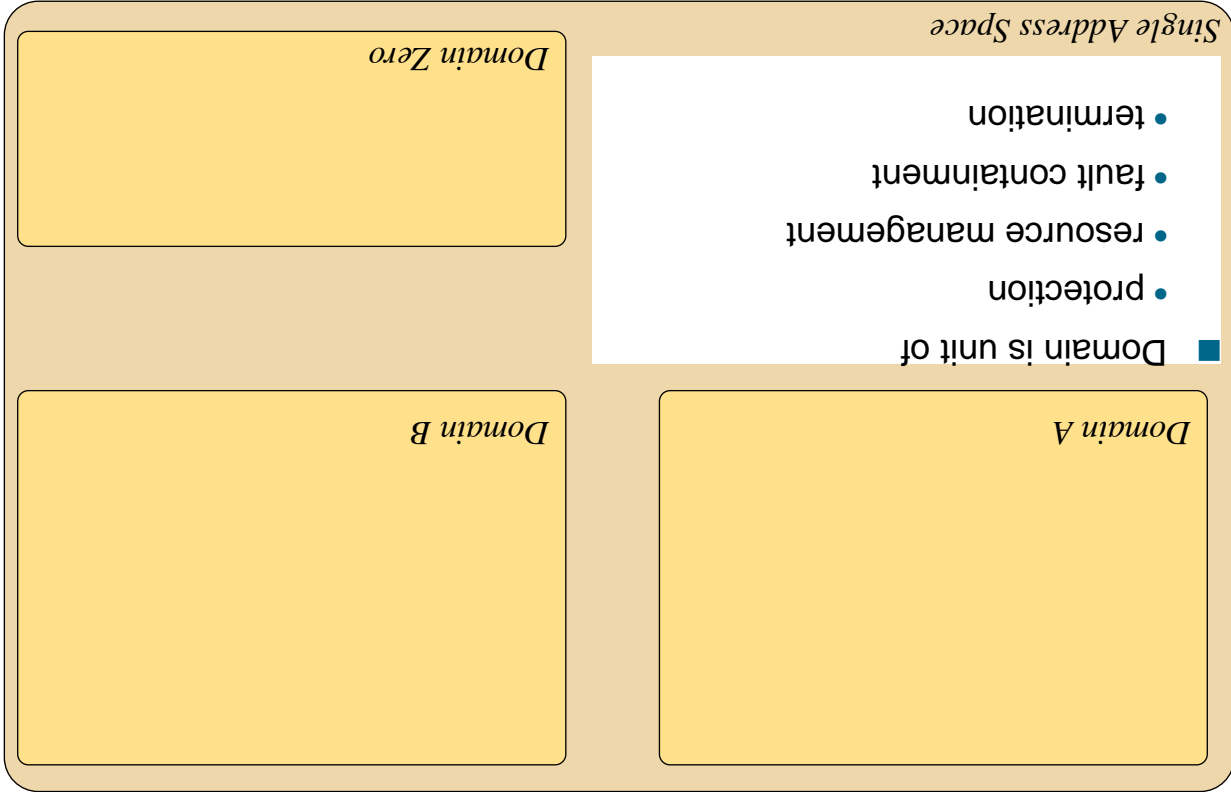 Domain A
Domain B
■ Domain is unit of
• protection
• resource management
• fault containment
• termination
Domain Zero
Single Address Space